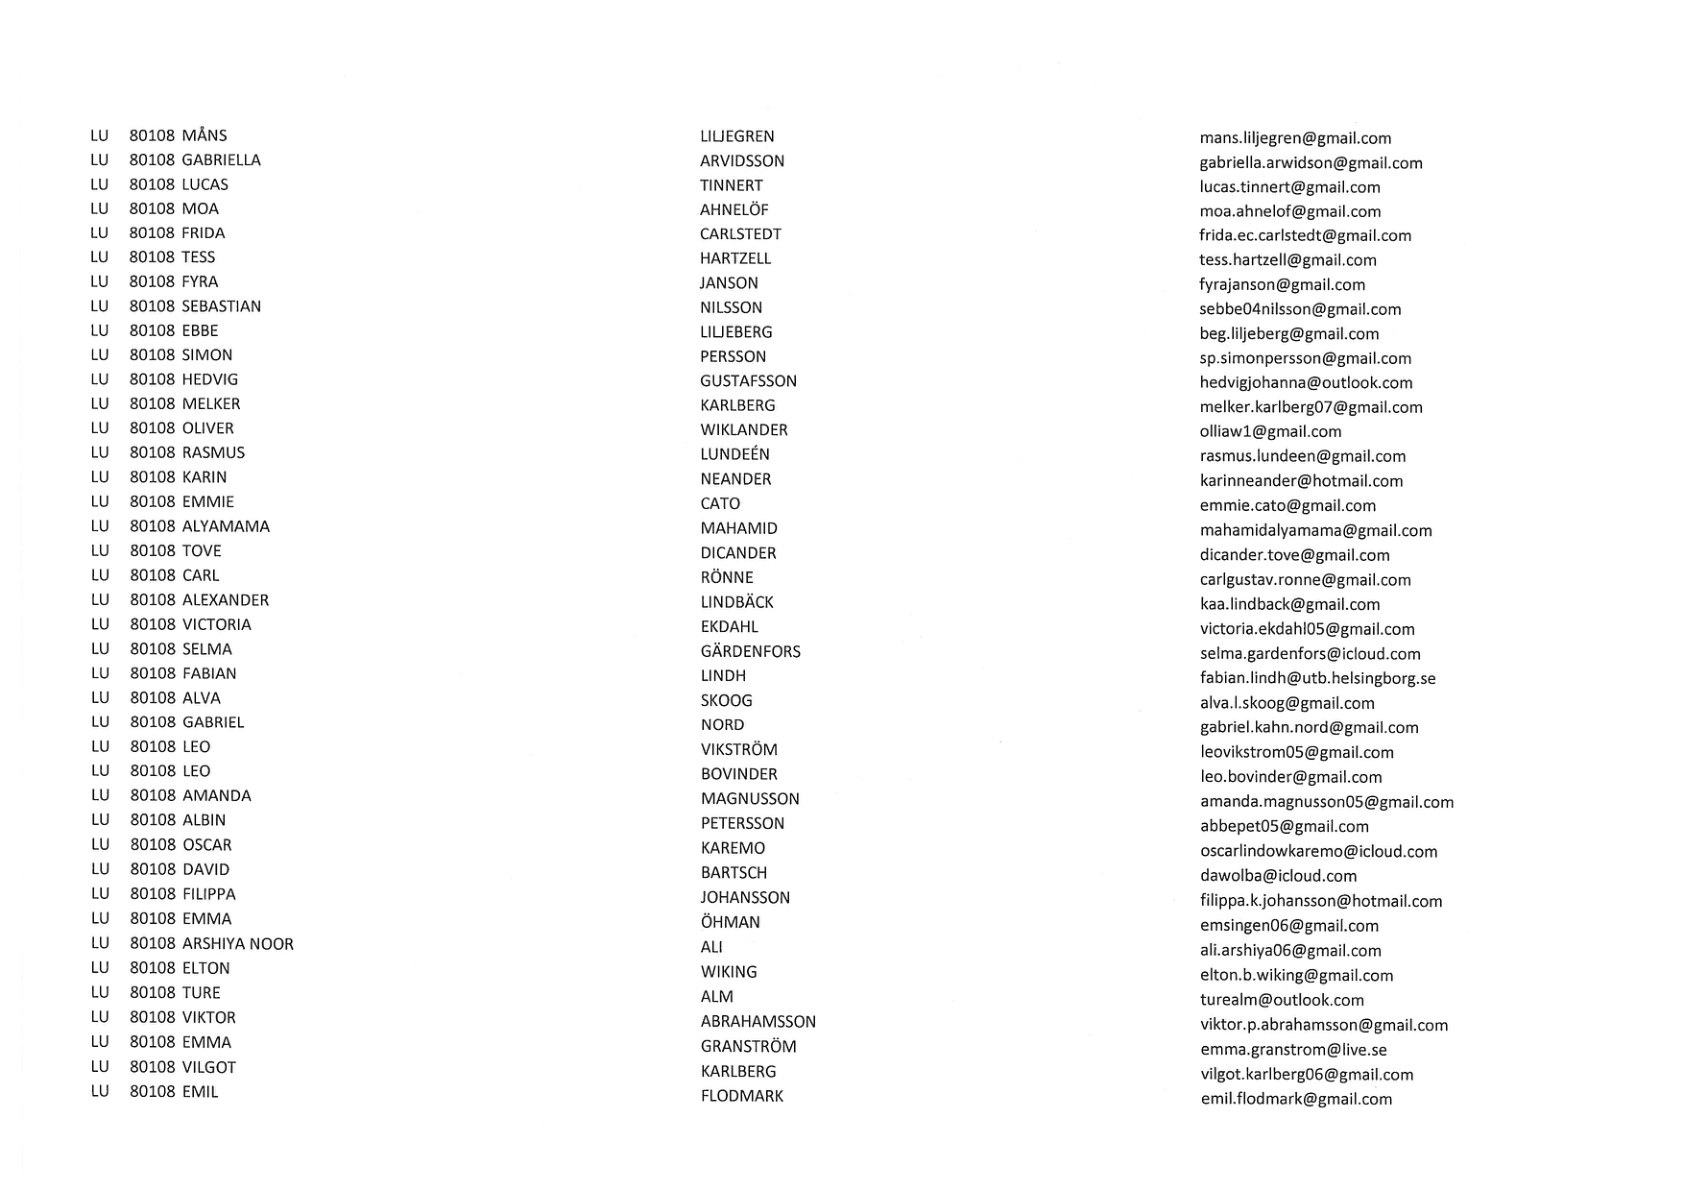 LU 80108 MÅNS LILJEGREN mans.liljegren@gmail.com
LU 80108 GABRIELLA ARVIDSSON gabriella.arwidson@gmail.com
LU 80108 LUCAS TINNERT lucas.tinnert@gmail.com
LU 80108 MOA AHNELÖF moa.ahnelof@gmail.com
LU 80108 FRIDA CARLSTEDT frida.ec.carlstedt@gmail.com
LU 80108 TESS HARTZELL tess.hartzell@gmail.com
LU 80108 FYRA JANSON fyrajanson@gmail.com
LU 80108 SEBASTIAN NILSSON sebbe04nilsson@gmail.com
LU 80108 EBBE LILJEBERG beg.liljeberg@gmail.com
LU 80108 SIMON PERSSON sp.simonpersson@gmail.com
LU 80108 HEDVIG GUSTAFSSON hedvigjohanna@outlook.com
LU 80108 MELKER KARLBERG melker.karlberg07@gmail.com
LU 80108 OLIVER WIKLANDER olliaw1@gmail.com
LU 80108 RASMUS LUNDEÉN rasmus.lundeen@gmail.com
LU 80108 KARIN NEANDER karinneander@hotmail.com
LU 80108 EMMIE CATO emmie.cato@gmail.com
LU 80108 ALYAMAMA MAHAMID mahamidalyamama@gmail.com
LU 80108 TOVE DICANDER dicander.tove@gmail.com
LU 80108 CARL RÖNNE carlgustav.ronne@gmail.com
LU 80108 ALEXANDER LINDBÄCK kaa.lindback@gmail.com
LU 80108 VICTORIA EKDAHL victoria.ekdahl05@gmail.com
LU 80108 SELMA GÄRDENFORS selma.gardenfors@icloud.com
LU 80108 FABIAN LINDH fabian.lindh@utb.helsingborg.se
LU 80108 ALVA SKOOG alva.l.skoog@gmail.com
LU 80108 GABRIEL NORD gabriel.kahn.nord@gmail.com
LU 80108 LEO VIKSTRÖM leovikstrom05@gmail.com
LU 80108 LEO BOVINDER leo.bovinder@gmail.com
LU 80108 AMANDA MAGNUSSON amanda.magnusson05@gmail.com
LU 80108 ALBIN PETERSSON abbepet05@gmail.com
LU 80108 OSCAR KAREMO oscarlindowkaremo@icloud.com
LU 80108 DAVID BARTSCH dawolba@icloud.com
LU 80108 FILIPPA JOHANSSON filippa.k.johansson@hotmail.com
LU 80108 EMMA ÖHMAN emsingen06@gmail.com
LU 80108 ARSHIYA NOOR ALI ali.arshiya06@gmail.com
LU 80108 ELTON WIKING elton.b.wiking@gmail.com
LU 80108 TURE ALM turealm@outlook.com
LU 80108 VIKTOR ABRAHAMSSON viktor.p.abrahamsson@gmail.com
LU 80108 EMMA GRANSTRÖM emma.granstrom@live.se
LU 80108 VILGOT KARLBERG vilgot.karlberg06@gmail.com
LU 80108 EMIL FLODMARK emil.flodmark@gmail.com